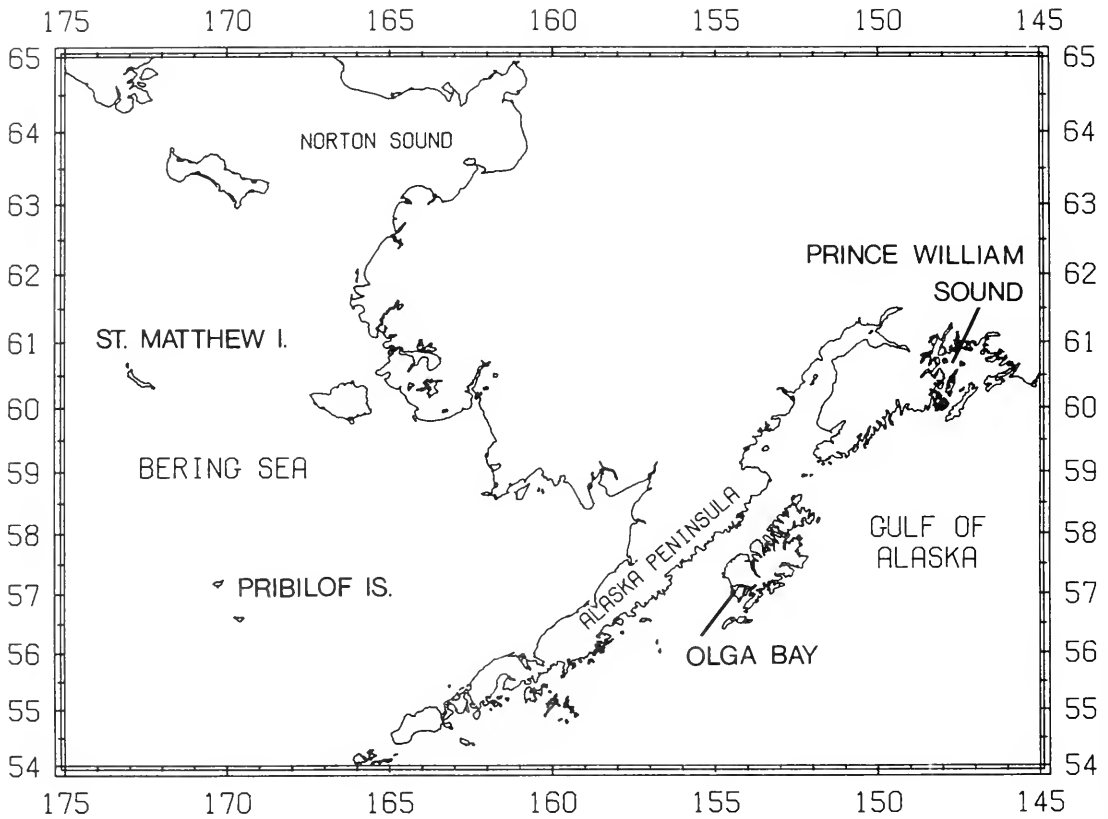 175 170 165 160 155 150 145
65 65
64 64
NORTON SOUND
63 63
PRINCE WILLIAM
SOUND
62 62
ST. MATTHEW I.
61 61
60 60
BERING SEA
59 59
GULF OF
ALASKA
58 58
ALASKA PENINSULA
PRIBILOF IS.
57 57
OLGA BAY
56 56
55 55
54 54
175 170 165 160 155 150 145